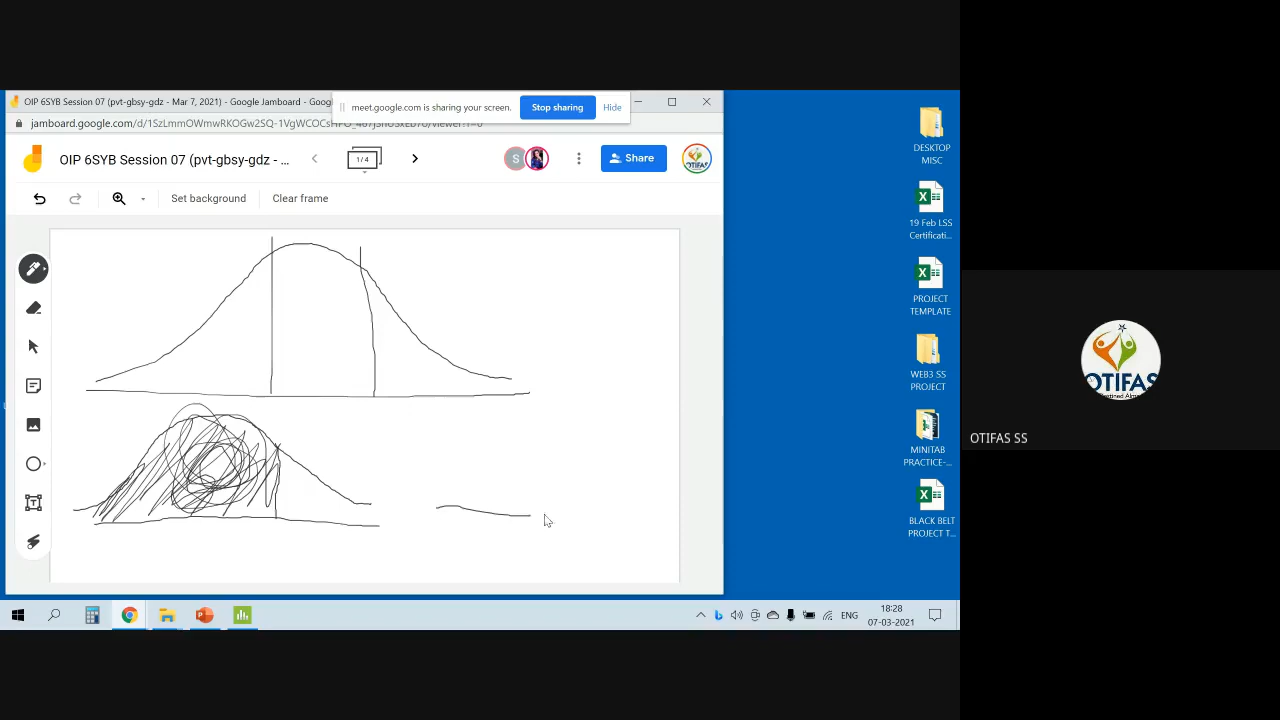 OIP 6SYB Session 07 (pvt-gbsy-gdz - Mar 7, 2021) - Google Jamboard - Goo
meet.google.com is sharing your screen.
Stop sharing
Hide
OIP 6SYB Session 07 (pvt-gbsy-gdz - ...
1/4
S
Share
OTIFAS
Set background
Clear frame
DESKTOP
MISC
19 Feb LSS
Certificati...
PROJECT
TEMPLATE
WEB3 SS
PROJECT
MINITAB
PRACTICE-...
BLACK BELT
PROJECT T...
OTIFAS
OTIFAS SS
ENG
18:28
07-03-2021